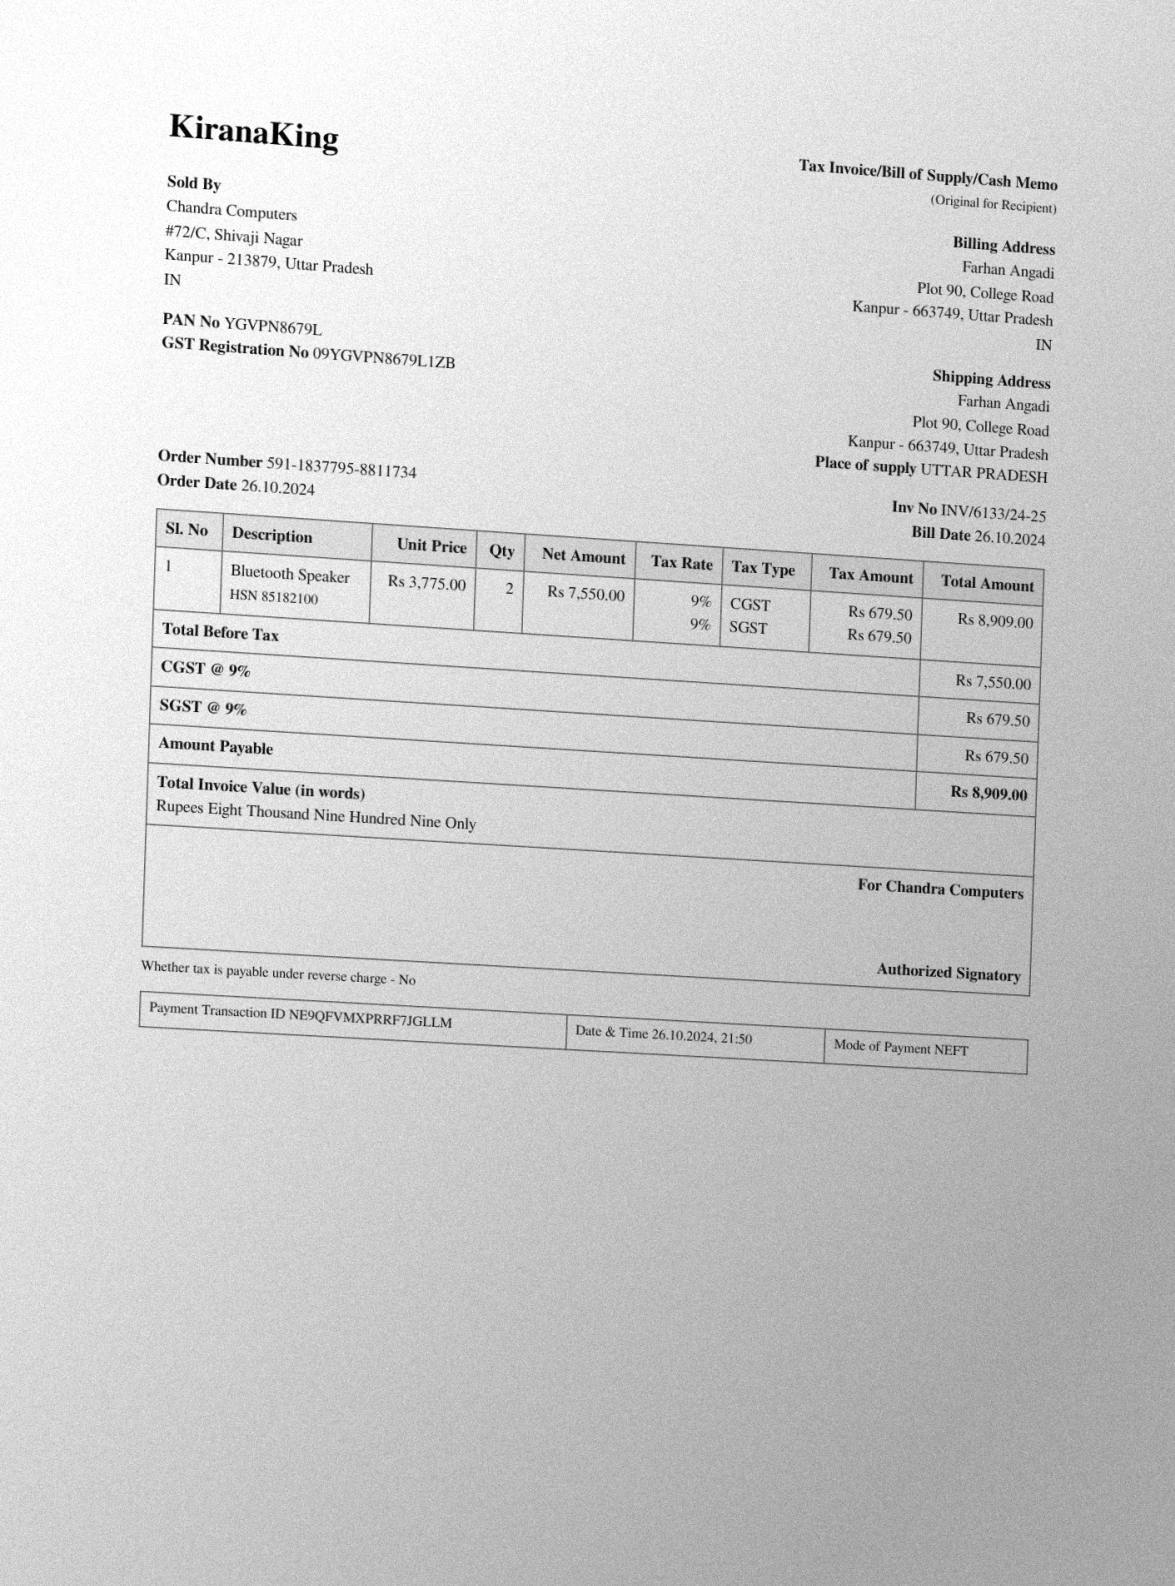 KiranaKing
Sold By
Chandra Computers
#72/C, Shivaji Nagar
Kanpur - 213879, Uttar Pradesh
IN
PAN No YGVPN8679L
GST Registration No 09YGVPN8679L1ZB
Tax Invoice/Bill of Supply/Cash Memo
(Original for Recipient)
Billing Address
Farhan Angadi
Plot 90, College Road
Kanpur - 663749, Uttar Pradesh
IN
Shipping Address
Farhan Angadi
Plot 90, College Road
Kanpur - 663749, Uttar Pradesh
Place of supply UTTAR PRADESH
Order Number 591-1837795-8811734
Order Date 26.10.2024
Inv No INV/6133/24-25
Bill Date 26.10.2024
Sl. No Description Unit Price Qty Net Amount Tax Rate Tax Type Tax Amount Total Amount
1 Bluetooth Speaker Rs 3,775.00 2 Rs 7,550.00 9% CGST Rs 679.50 Rs 8,909.00
HSN 85182100 9% SGST Rs 679.50
Total Before Tax Rs 7,550.00
CGST @ 9% Rs 679.50
SGST @ 9% Rs 679.50
Amount Payable Rs 8,909.00
Total Invoice Value (in words)
Rupees Eight Thousand Nine Hundred Nine Only
For Chandra Computers
Authorized Signatory
Whether tax is payable under reverse charge - No
Payment Transaction ID NE9QFVMXPRRF7JGLLM Date & Time 26.10.2024, 21:50 Mode of Payment NEFT